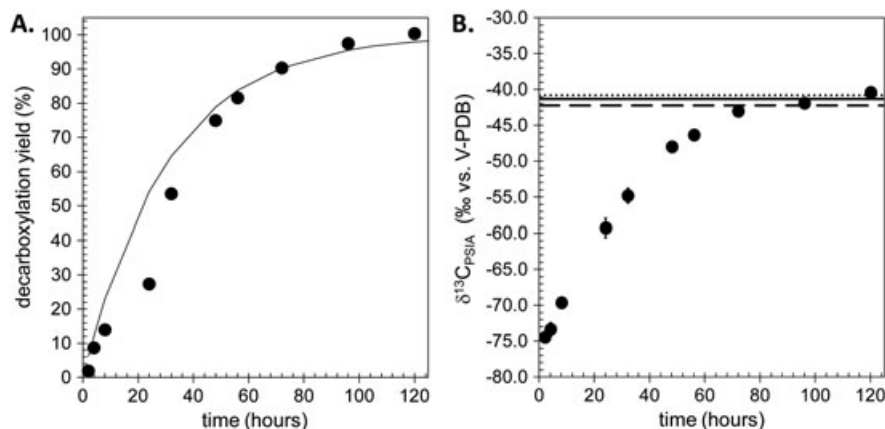 A.
decarboxylation yield (%)
100
90
80
70
60
50
40
30
20
10
0
0 20 40 60 80 100 120
time (hours)
B.
δ13CPSIA (‰ vs. V-PDB)
-30.0
-35.0
-40.0
-45.0
-50.0
-55.0
-60.0
-65.0
-70.0
-75.0
-80.0
0 20 40 60 80 100 120
time (hours)